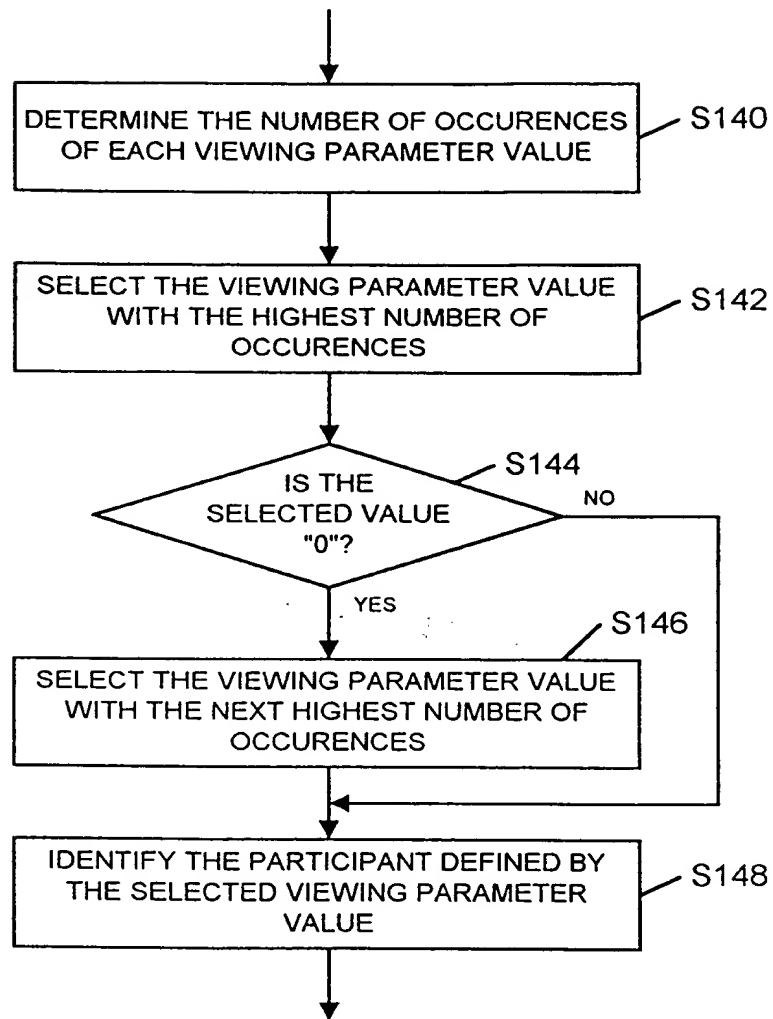 DETERMINE THE NUMBER OF OCCURENCES
OF EACH VIEWING PARAMETER VALUE
S140
SELECT THE VIEWING PARAMETER VALUE
WITH THE HIGHEST NUMBER OF
OCCURENCES
S142
S144
IS THE
SELECTED VALUE
"0"?
NO
YES
S146
SELECT THE VIEWING PARAMETER VALUE
WITH THE NEXT HIGHEST NUMBER OF
OCCURENCES
IDENTIFY THE PARTICIPANT DEFINED BY
THE SELECTED VIEWING PARAMETER
VALUE
S148